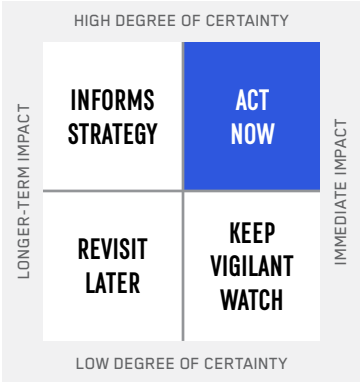 HIGH DEGREE OF CERTAINTY
LONGER-TERM IMPACT
INFORMS
STRATEGY
ACT
NOW
IMMEDIATE IMPACT
REVISIT
LATER
KEEP
VIGILANT
WATCH
LOW DEGREE OF CERTAINTY